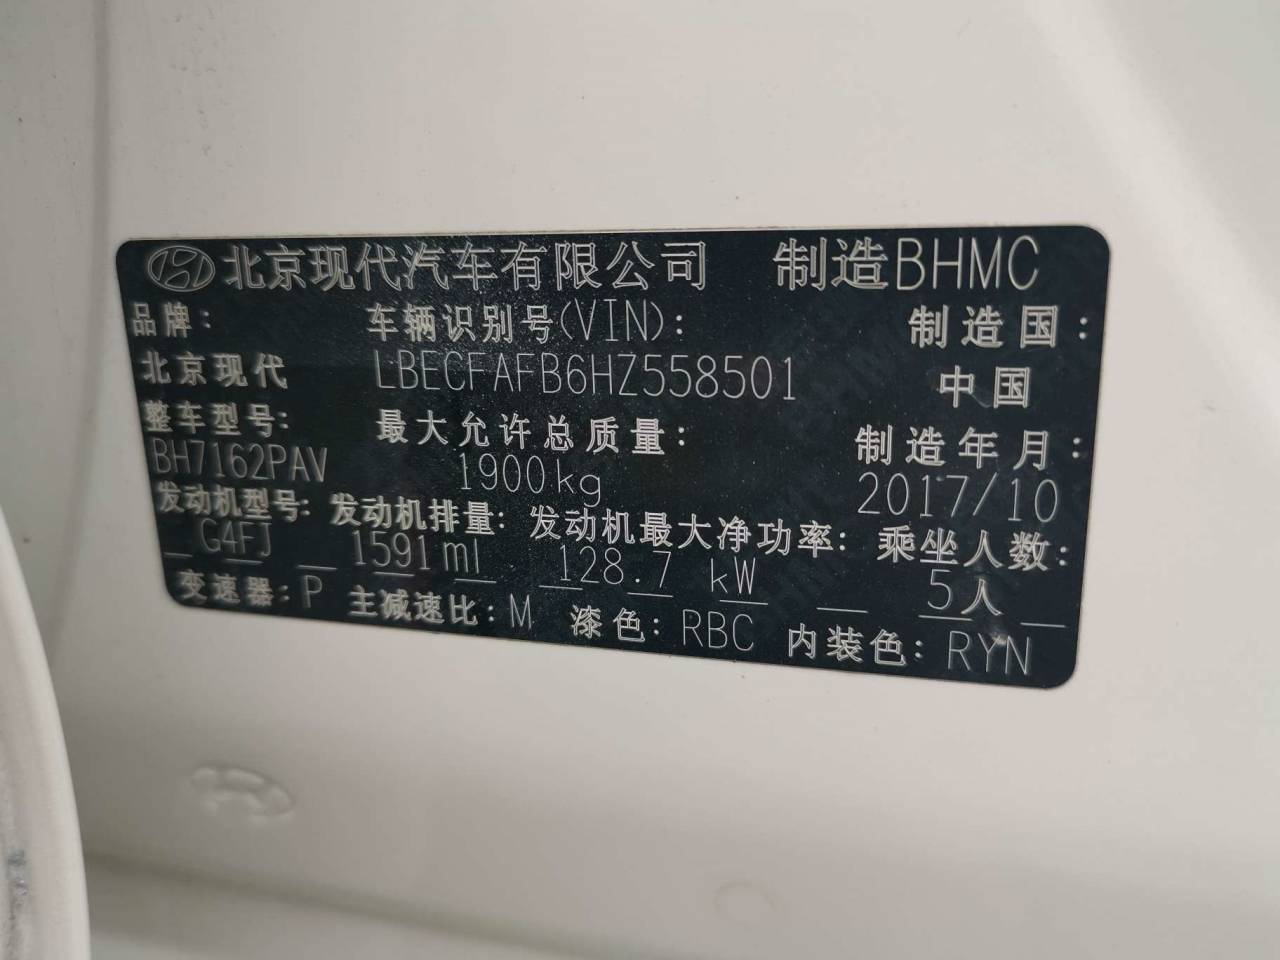 北京现代汽车有限公司 制造BHMC
品牌: 车辆识别号(VIN): 制造国:
北京现代 LBECFAFB6HZ558501 中国
整车型号: 最大允许总质量: 制造年月:
BH7162PAV 1900kg 2017/10
发动机型号: 发动机排量: 发动机最大净功率: 乘坐人数:
G4FJ 1591ml 128.7 kW 5人
变速器: P 主减速比: M 漆色: RBC 内装色: RYN